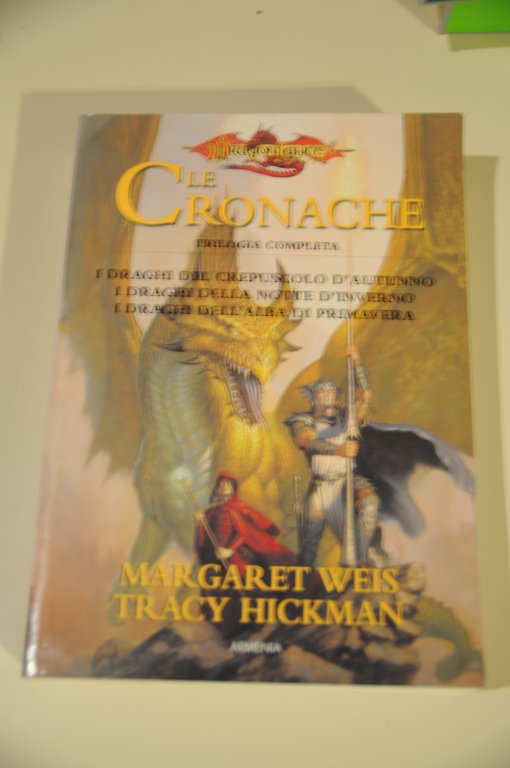 DRAGONLANCE
LE
CRONACHE
TRILOGIA COMPLETA
I DRAGHI DEL CREPUSCOLO D'AUTUNNO
I DRAGHI DELLA NOTTE D'INVERNO
I DRAGHI DELL'ALBA DI PRIMAVERA
MARGARET WEIS
TRACY HICKMAN
ARMENIA